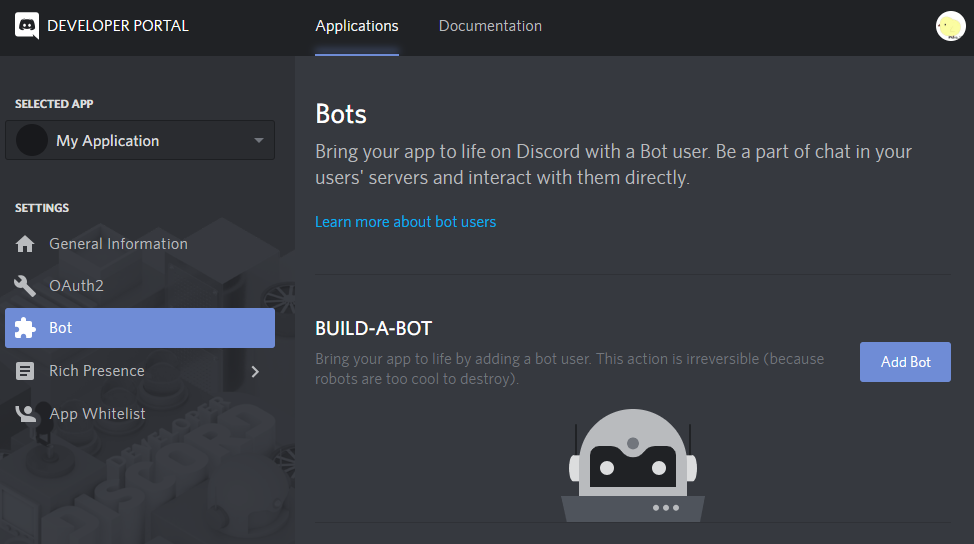 DEVELOPER PORTAL
Applications
Documentation
SELECTED APP
My Application
SETTINGS
General Information
OAuth2
Bot
Rich Presence
App Whitelist
Bots
Bring your app to life on Discord with a Bot user. Be a part of chat in your
users' servers and interact with them directly.
Learn more about bot users
BUILD-A-BOT
Bring your app to life by adding a bot user. This action is irreversible (because
robots are too cool to destroy).
Add Bot